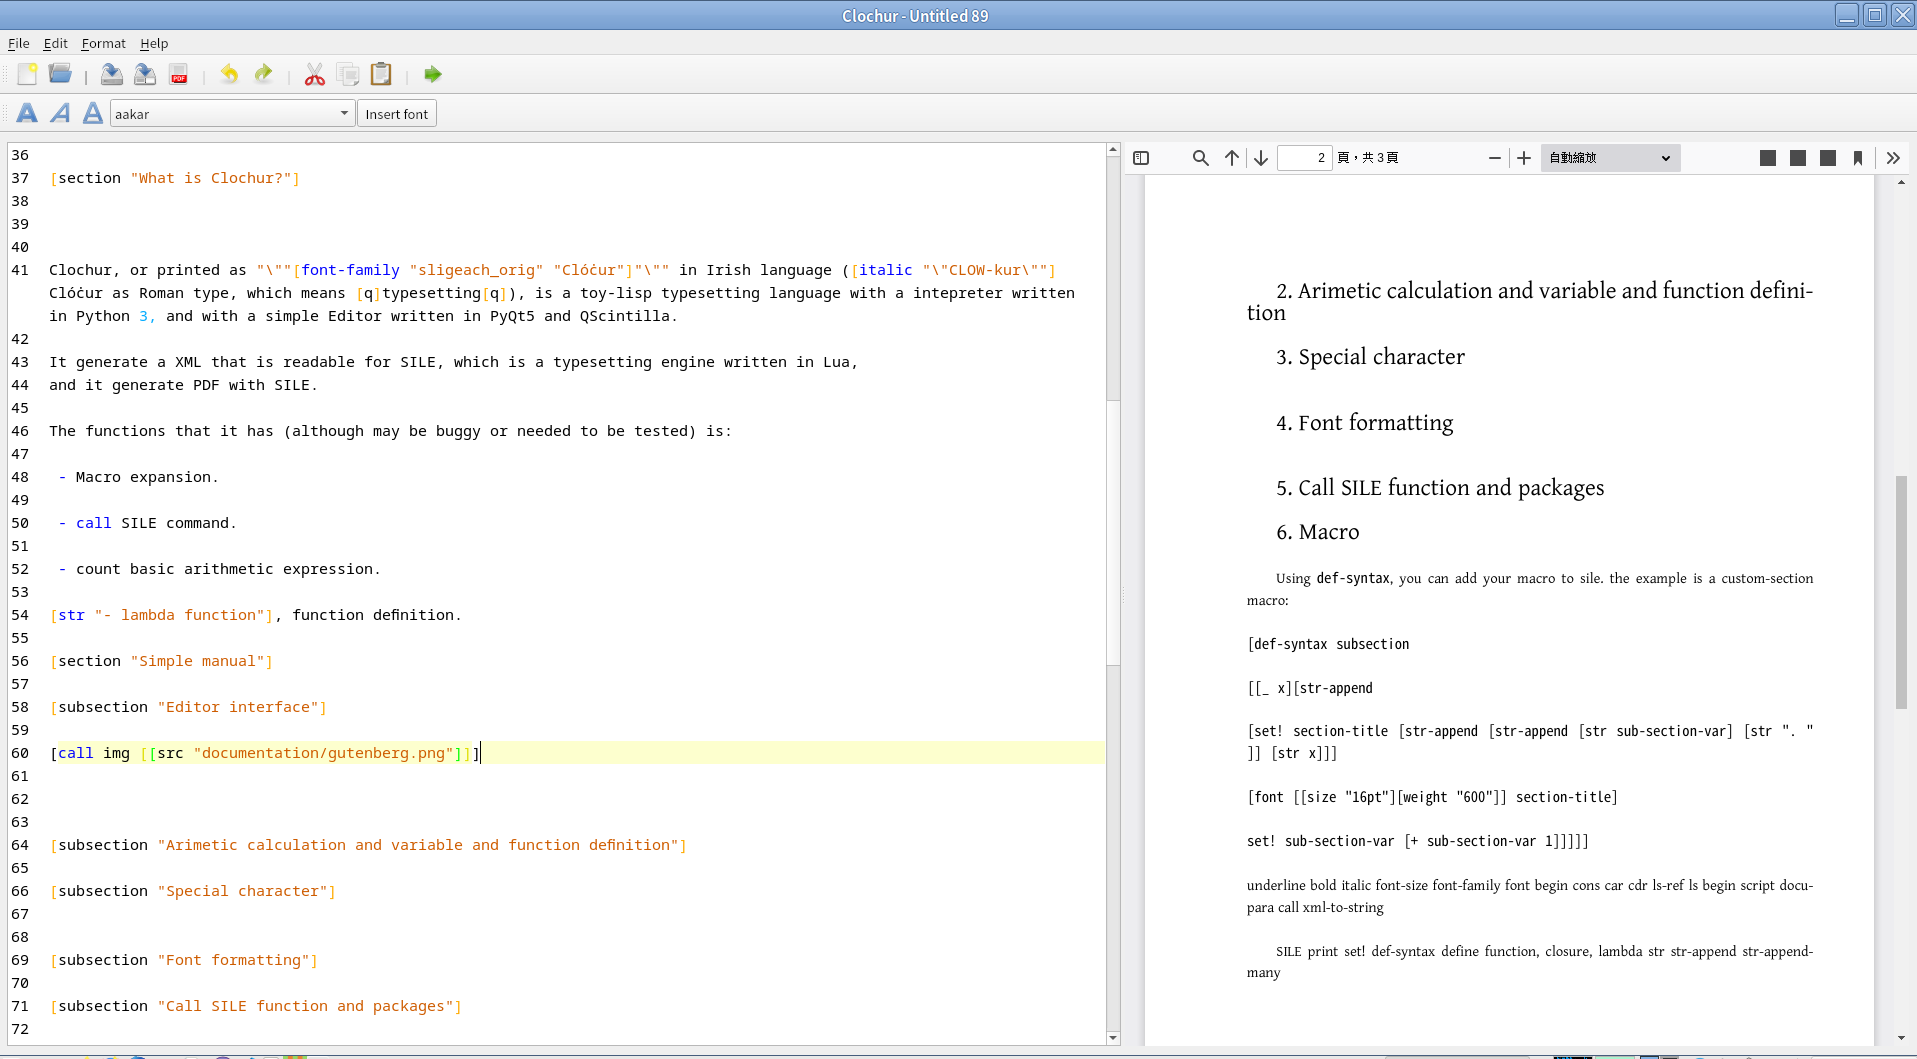 Clochur - Untitled 89
File Edit Format Help
PDF
A A A aakar Insert font
36
37 [section "What is Clochur?"]
38
39
40
41 Clochur, or printed as "\""[font-family "sligeach_orig" "Clóċur"]"\"" in Irish language ([italic "\"CLOW-kur\""]
Clóċur as Roman type, which means [q]typesetting[q]), is a toy-lisp typesetting language with a intepreter written
in Python 3, and with a simple Editor written in PyQt5 and QScintilla.
42
43 It generate a XML that is readable for SILE, which is a typesetting engine written in Lua,
44 and it generate PDF with SILE.
45
46 The functions that it has (although may be buggy or needed to be tested) is:
47
48 - Macro expansion.
49
50 - call SILE command.
51
52 - count basic arithmetic expression.
53
54 [str "- lambda function"], function definition.
55
56 [section "Simple manual"]
57
58 [subsection "Editor interface"]
59
60 [call img [[src "documentation/gutenberg.png"]]]
61
62
63
64 [subsection "Arimetic calculation and variable and function definition"]
65
66 [subsection "Special character"]
67
68
69 [subsection "Font formatting"]
70
71 [subsection "Call SILE function and packages"]
72
2 頁，共 3 頁 自動縮放
2. Arimetic calculation and variable and function defini-
tion
3. Special character
4. Font formatting
5. Call SILE function and packages
6. Macro
Using def-syntax, you can add your macro to sile. the example is a custom-section
macro:
[def-syntax subsection
[[_ x][str-append
[set! section-title [str-append [str-append [str sub-section-var] [str ". "
]] [str x]]]
[font [[size "16pt"][weight "600"]] section-title]
set! sub-section-var [+ sub-section-var 1]]]]]
underline bold italic font-size font-family font begin cons car cdr ls-ref ls begin script docu-
para call xml-to-string
SILE print set! def-syntax define function, closure, lambda str str-append str-append-
many